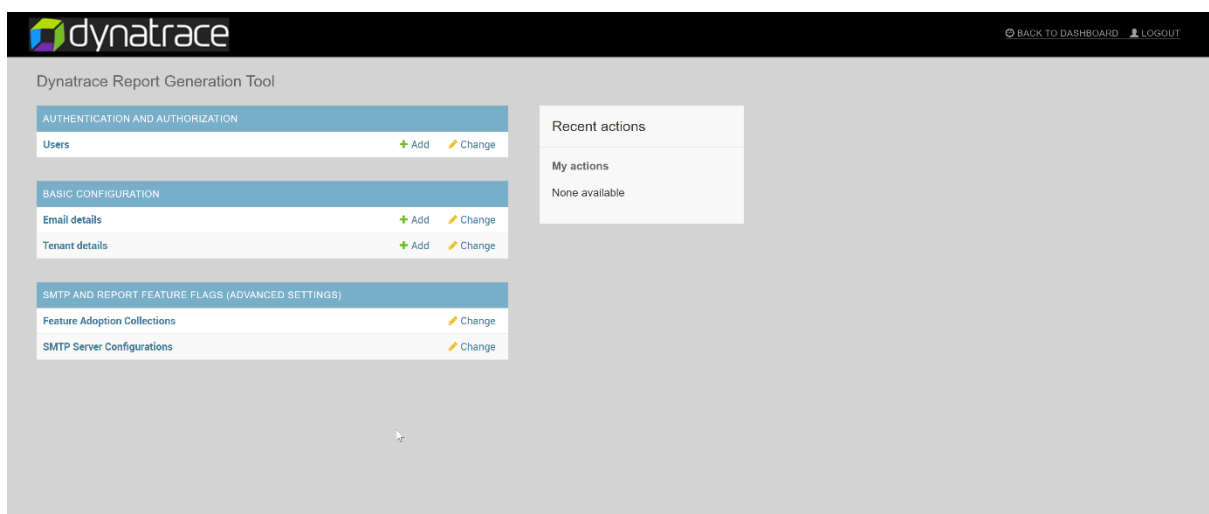 dynatrace
BACK TO DASHBOARD LOGOUT
Dynatrace Report Generation Tool
AUTHENTICATION AND AUTHORIZATION
Users Add Change
BASIC CONFIGURATION
Email details Add Change
Tenant details Add Change
SMTP AND REPORT FEATURE FLAGS (ADVANCED SETTINGS)
Feature Adoption Collections Change
SMTP Server Configurations Change
Recent actions
My actions
None available